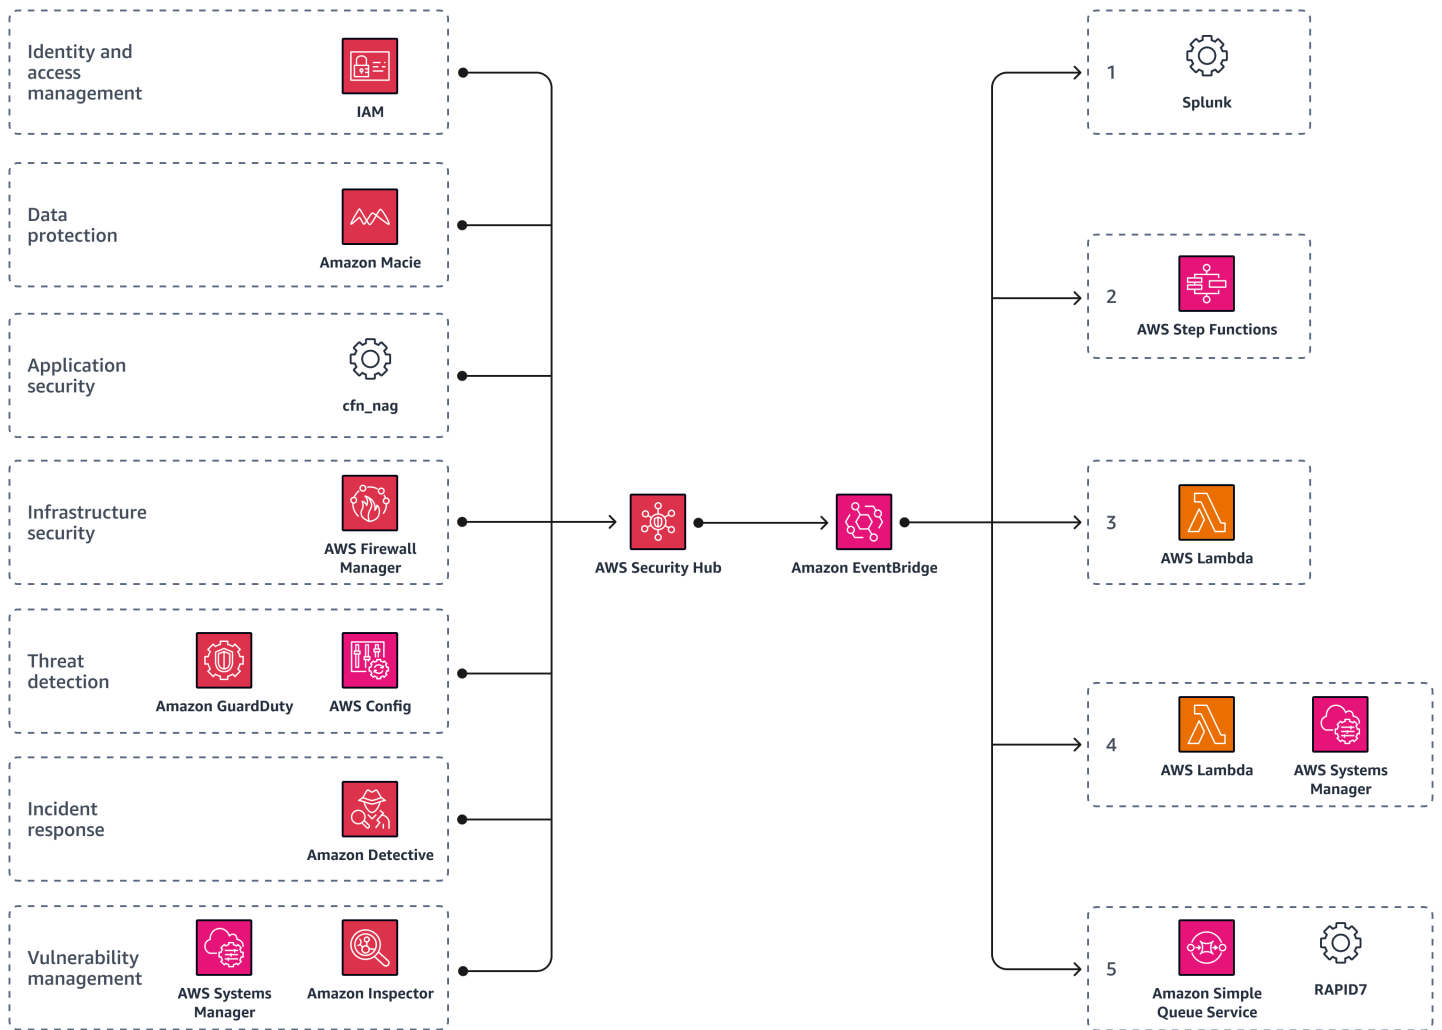 Identity and
access
management
IAM
Data
protection
Amazon Macie
Application
security
cfn_nag
Infrastructure
security
AWS Firewall
Manager
Threat
detection
Amazon GuardDuty
AWS Config
Incident
response
Amazon Detective
Vulnerability
management
AWS Systems
Manager
Amazon Inspector
AWS Security Hub
Amazon EventBridge
1
Splunk
2
AWS Step Functions
3
AWS Lambda
4
AWS Lambda
AWS Systems
Manager
5
Amazon Simple
Queue Service
RAPID7